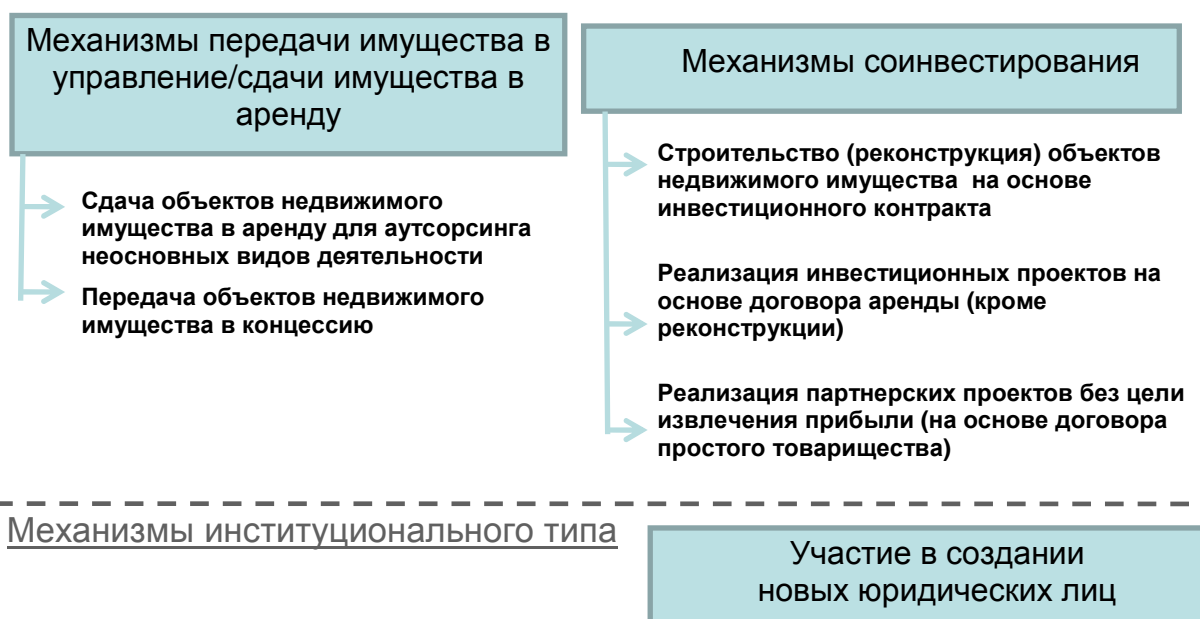 Механизмы передачи имущества в
управление/сдачи имущества в
аренду
Сдача объектов недвижимого
имущества в аренду для аутсорсинга
неосновных видов деятельности
Передача объектов недвижимого
имущества в концессию
Механизмы соинвестирования
Строительство (реконструкция) объектов
недвижимого имущества на основе
инвестиционного контракта
Реализация инвестиционных проектов на
основе договора аренды (кроме
реконструкции)
Реализация партнерских проектов без цели
извлечения прибыли (на основе договора
простого товарищества)
Механизмы институционального типа
Участие в создании
новых юридических лиц